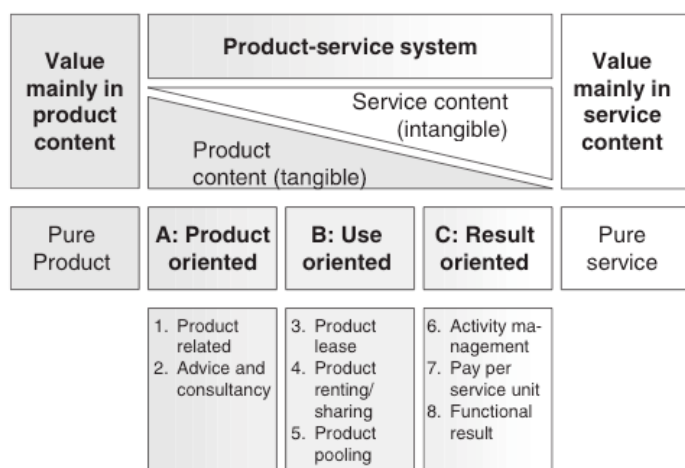 Value
mainly in
product
content
Product-service system
Service content
(intangible)
Product
content (tangible)
Value
mainly in
service
content
Pure
Product
A: Product
oriented
B: Use
oriented
C: Result
oriented
Pure
service
1. Product
related
2. Advice and
consultancy
3. Product
lease
4. Product
renting/
sharing
5. Product
pooling
6. Activity ma-
nagement
7. Pay per
service unit
8. Functional
result